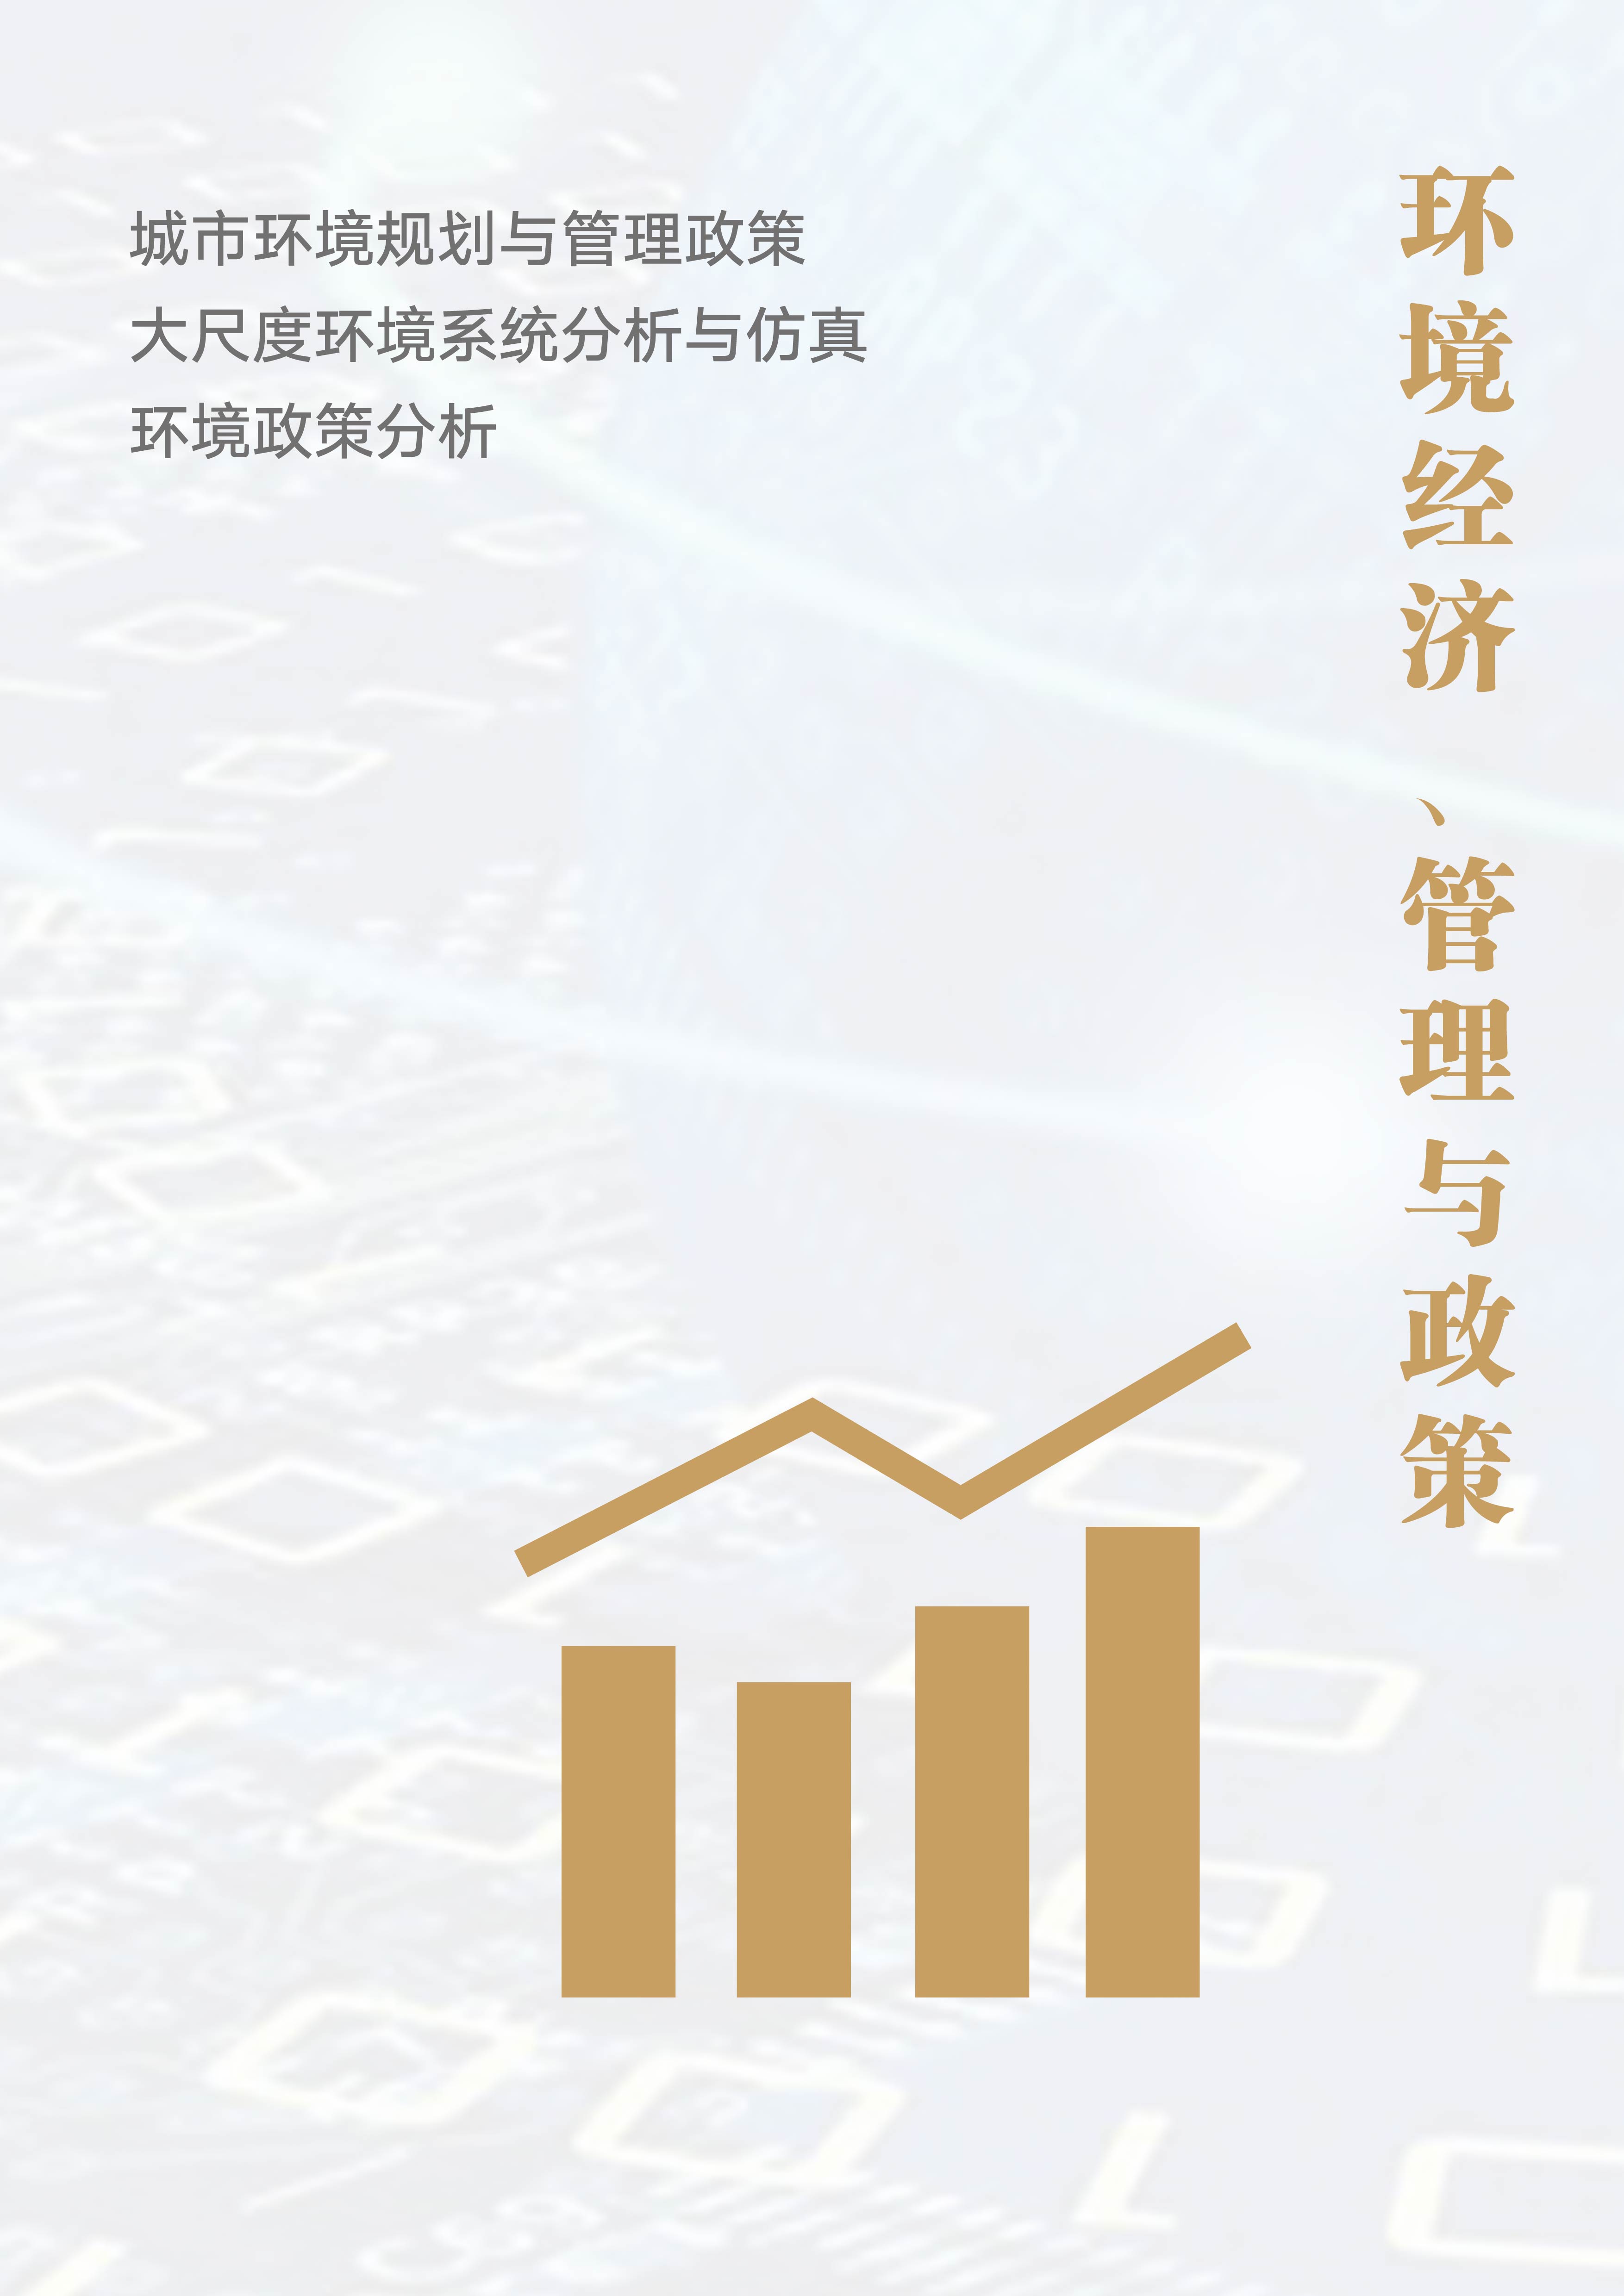 城市环境规划与管理政策
大尺度环境系统分析与仿真
环境政策分析
环境经济、管理与政策